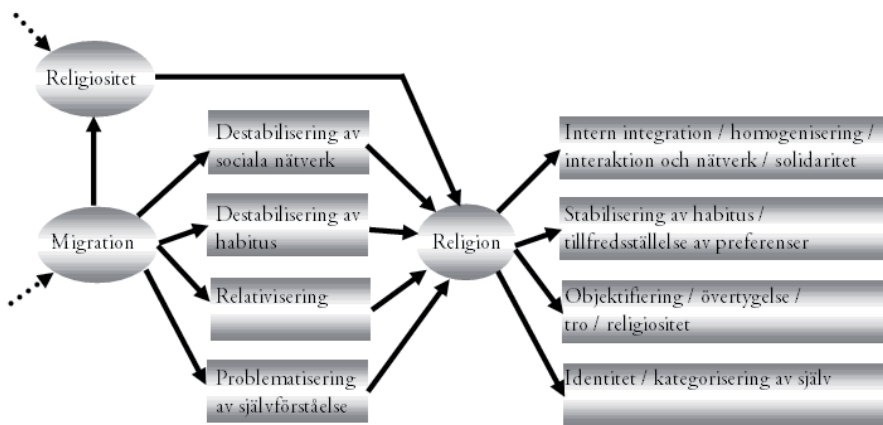 Religiositet
Destabilisering av
sociala nätverk
Intern integration / homogenisering /
interaktion och nätverk / solidaritet
Migration
Destabilisering av
habitus
Religion
Stabilisering av habitus /
tillfredsställelse av preferenser
Relativisering
Objektifiering / övertygelse /
tro / religiositet
Problematisering
av självförståelse
Identitet / kategorisering av själv